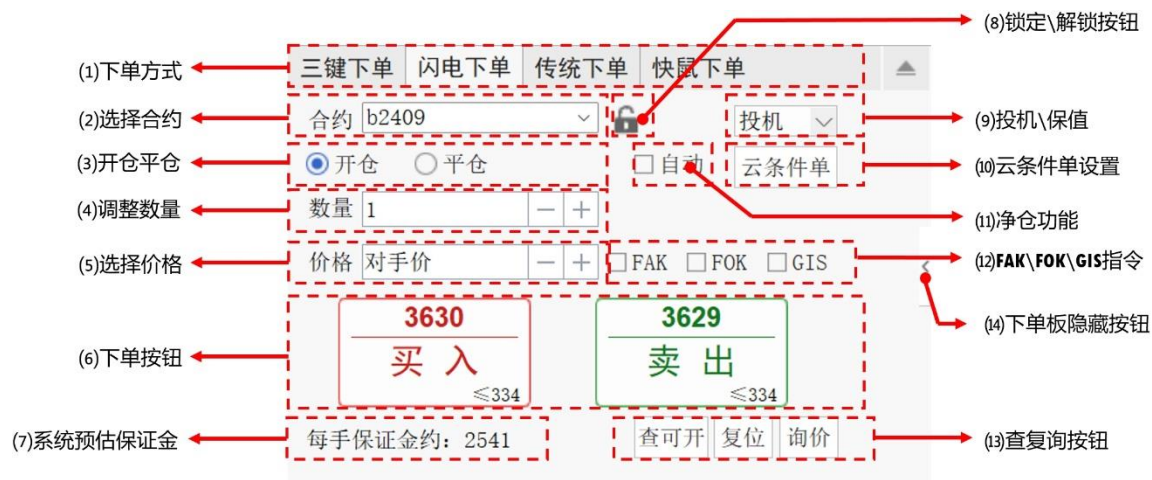 (8)锁定\解锁按钮
(1)下单方式
三键下单 闪电下单 传统下单 快鼠下单
(2)选择合约
合约 b2409
投机
(9)投机\保值
(3)开仓平仓
开仓 平仓
自动
云条件单
(10)云条件单设置
(4)调整数量
数量 1
(11)净仓功能
(5)选择价格
价格 对手价
FAK FOK GIS
(12)FAK\FOK\GIS指令
(14)下单板隐藏按钮
(6)下单按钮
3630
买入
≤334
3629
卖出
≤334
(7)系统预估保证金
每手保证金约：2541
查可开 复位 询价
(13)查复询按钮